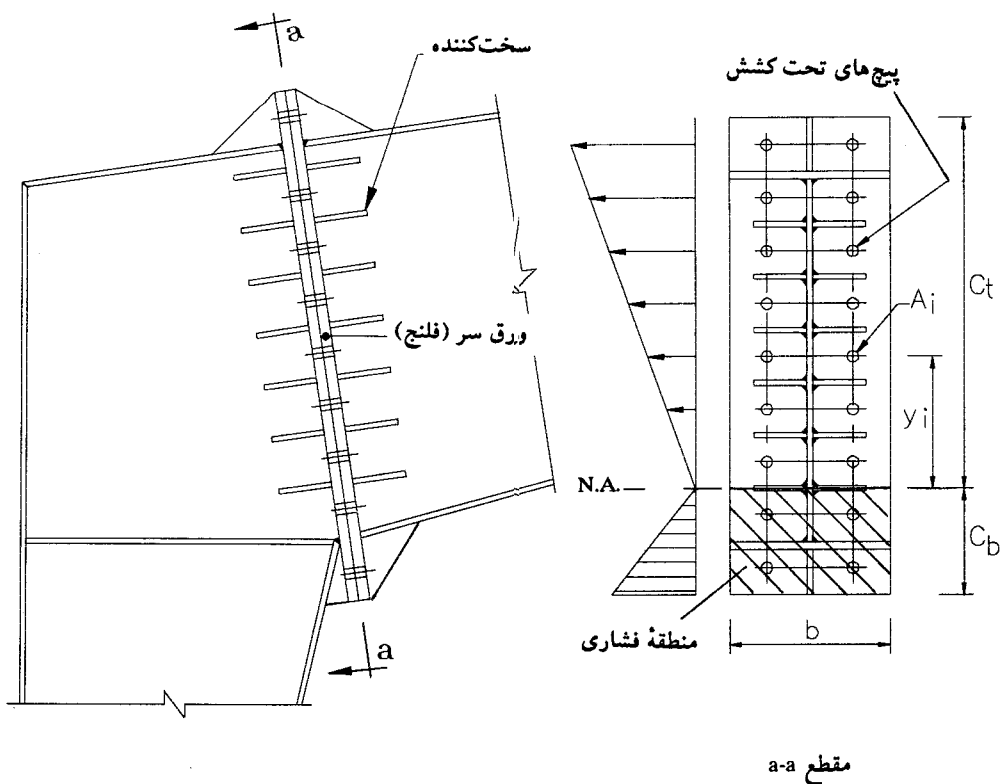 a
سخت‌کننده
پیچ‌های تحت کشش
ورق سر (فلنج)
Ct
Ai
yi
N.A.
Cb
b
منطقهٔ فشاری
a
مقطع a-a